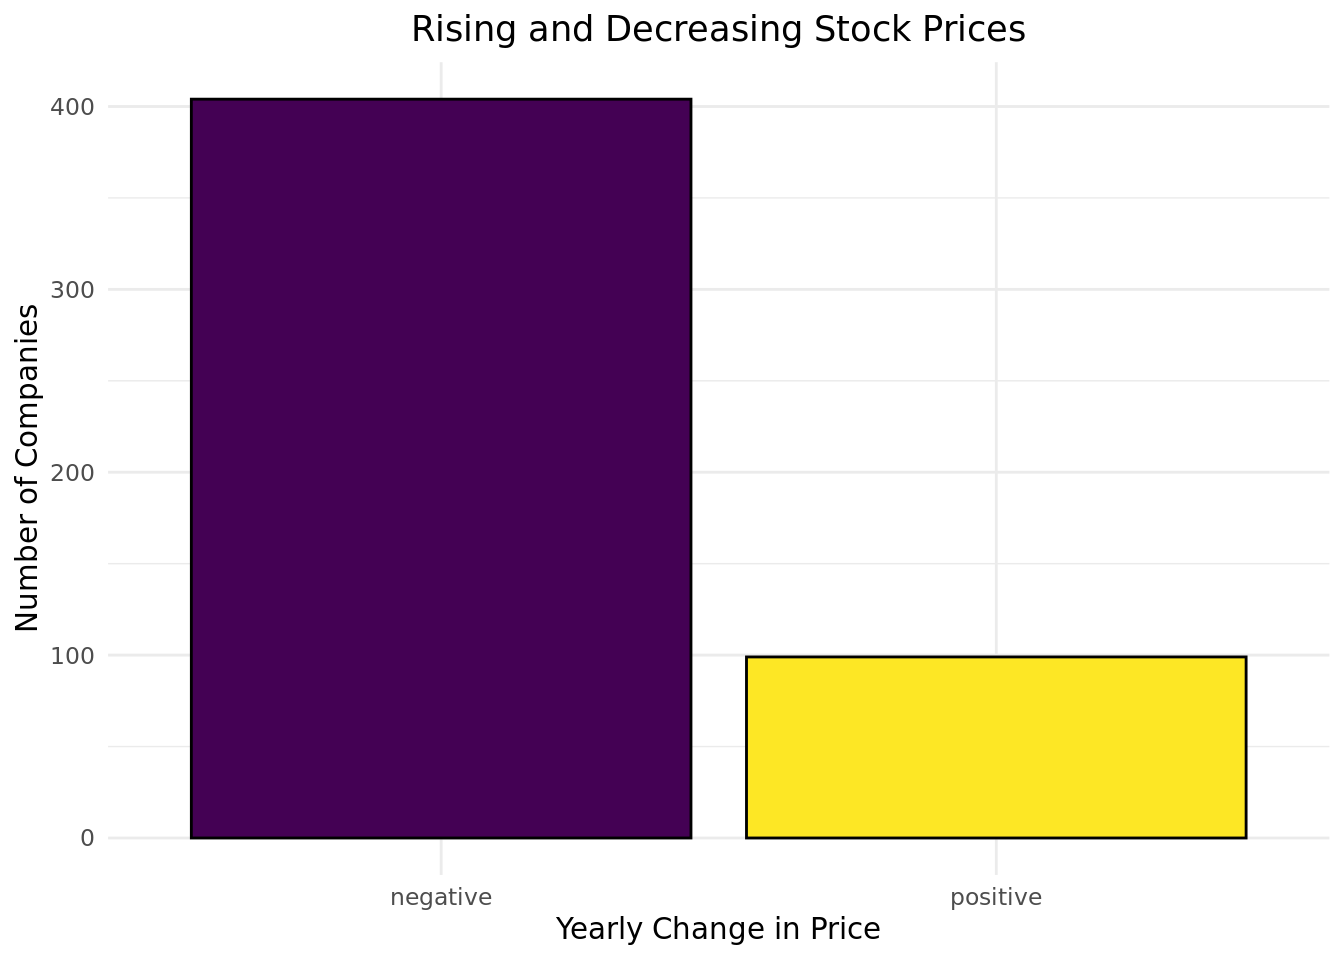 Rising and Decreasing Stock Prices
Number of Companies
400
300
200
100
0
negative
positive
Yearly Change in Price